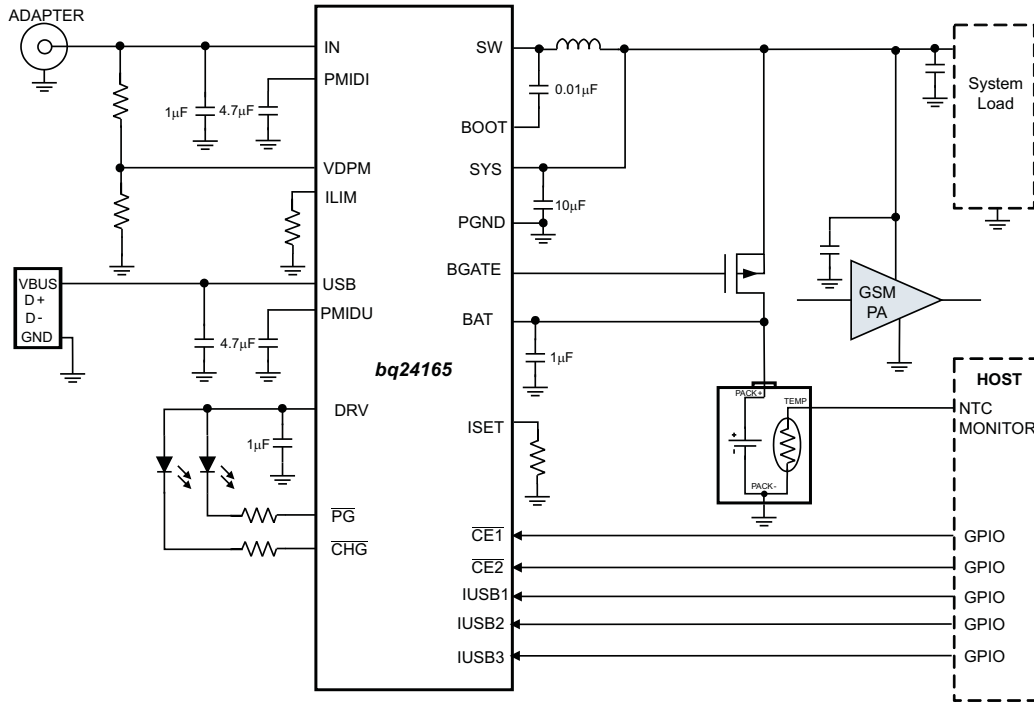 ADAPTER
IN
PMIDI
1μF
4.7μF
VDPM
ILIM
VBUS
D+
D-
GND
USB
PMIDU
4.7μF
bq24165
DRV
1μF
PG
CHG
SW
0.01μF
BOOT
SYS
10μF
PGND
BGATE
BAT
1μF
ISET
CE1
CE2
IUSB1
IUSB2
IUSB3
System
Load
GSM
PA
PACK+
TEMP
+
-
PACK-
HOST
NTC
MONITOR
GPIO
GPIO
GPIO
GPIO
GPIO